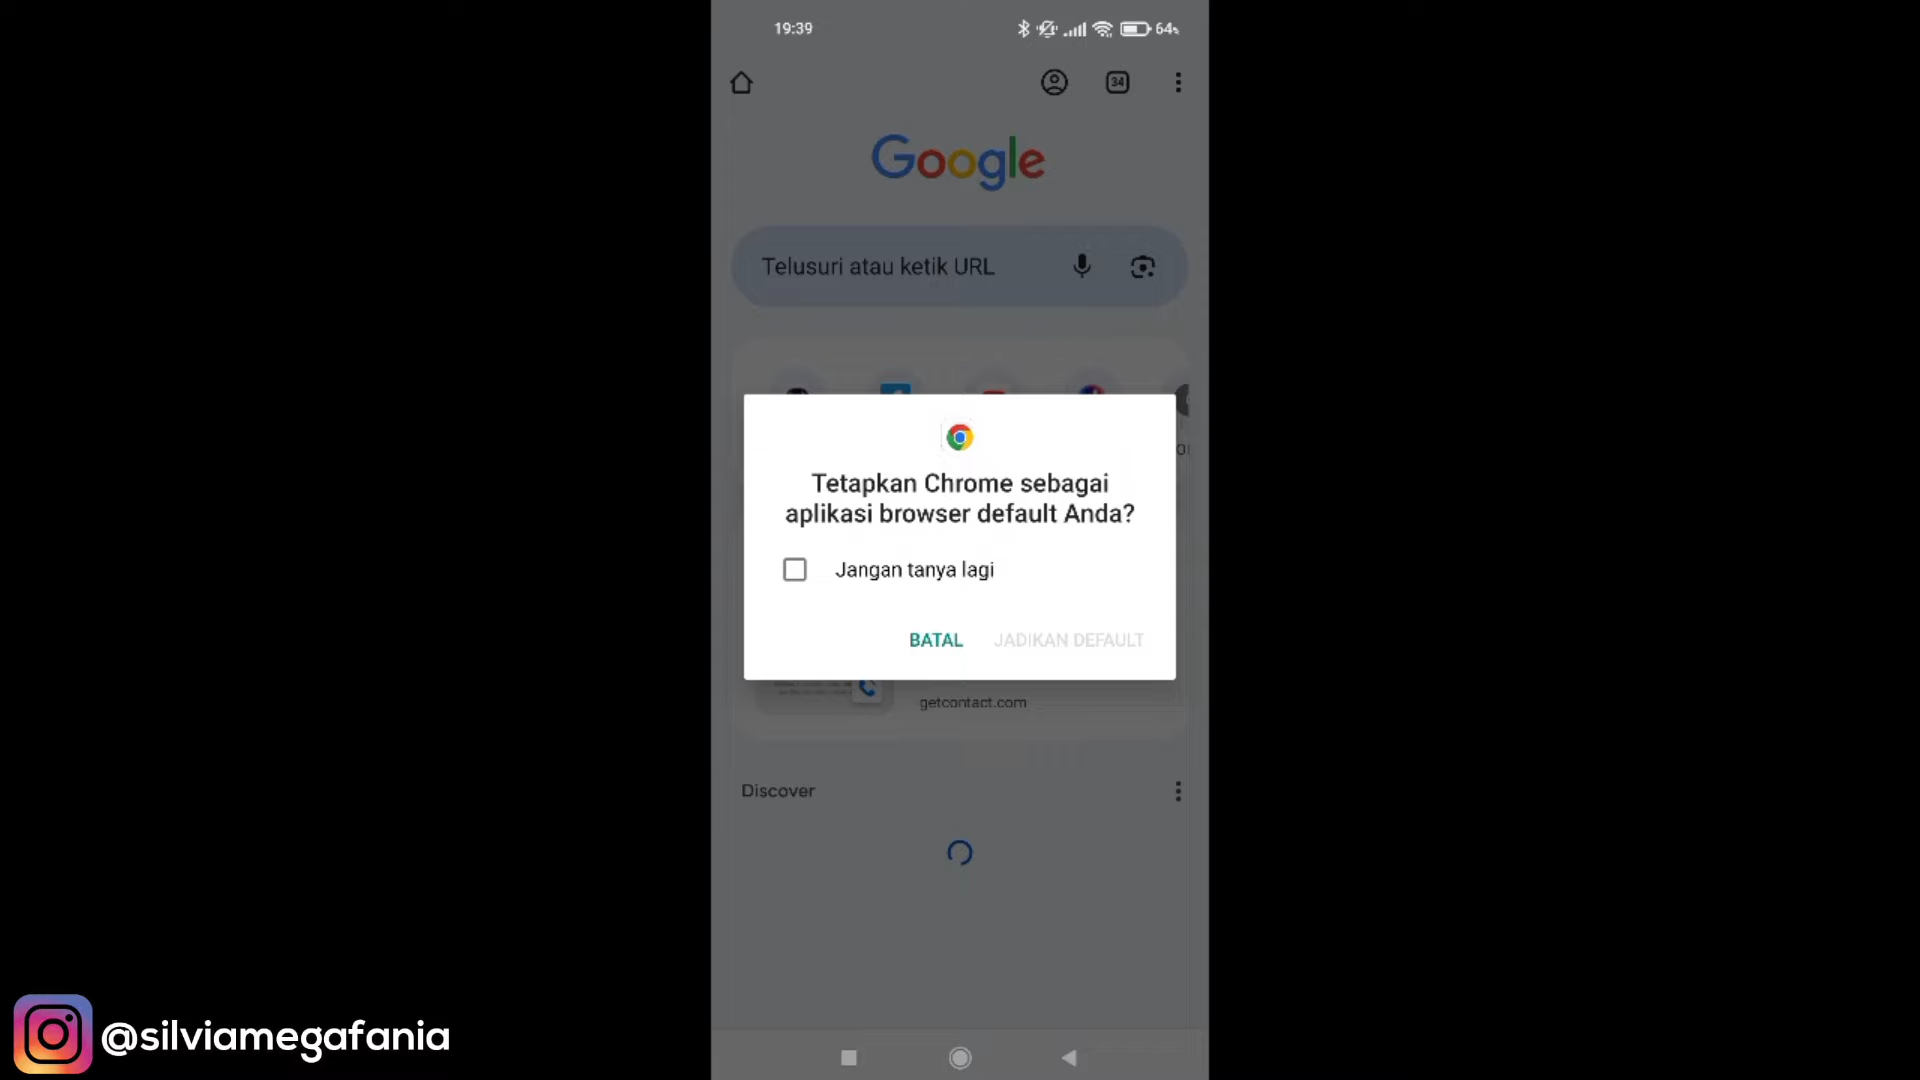 19:39
64%
34
Google
Telusuri atau ketik URL
Tetapkan Chrome sebagai
aplikasi browser default Anda?
Jangan tanya lagi
BATAL
JADIKAN DEFAULT
getcontact.com
Discover
@silviamegafania